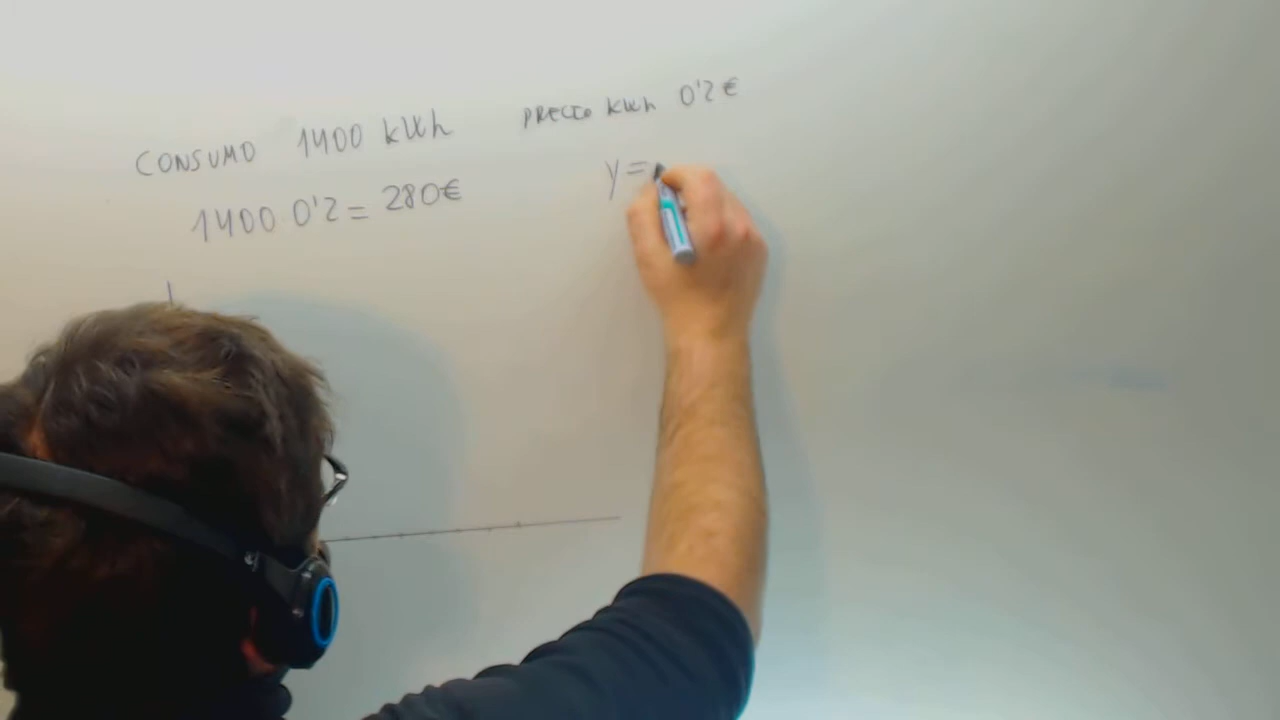 CONSUMO 1400 kWh PRECIO kWh 0'2€
1400 0'2 = 280€
y =